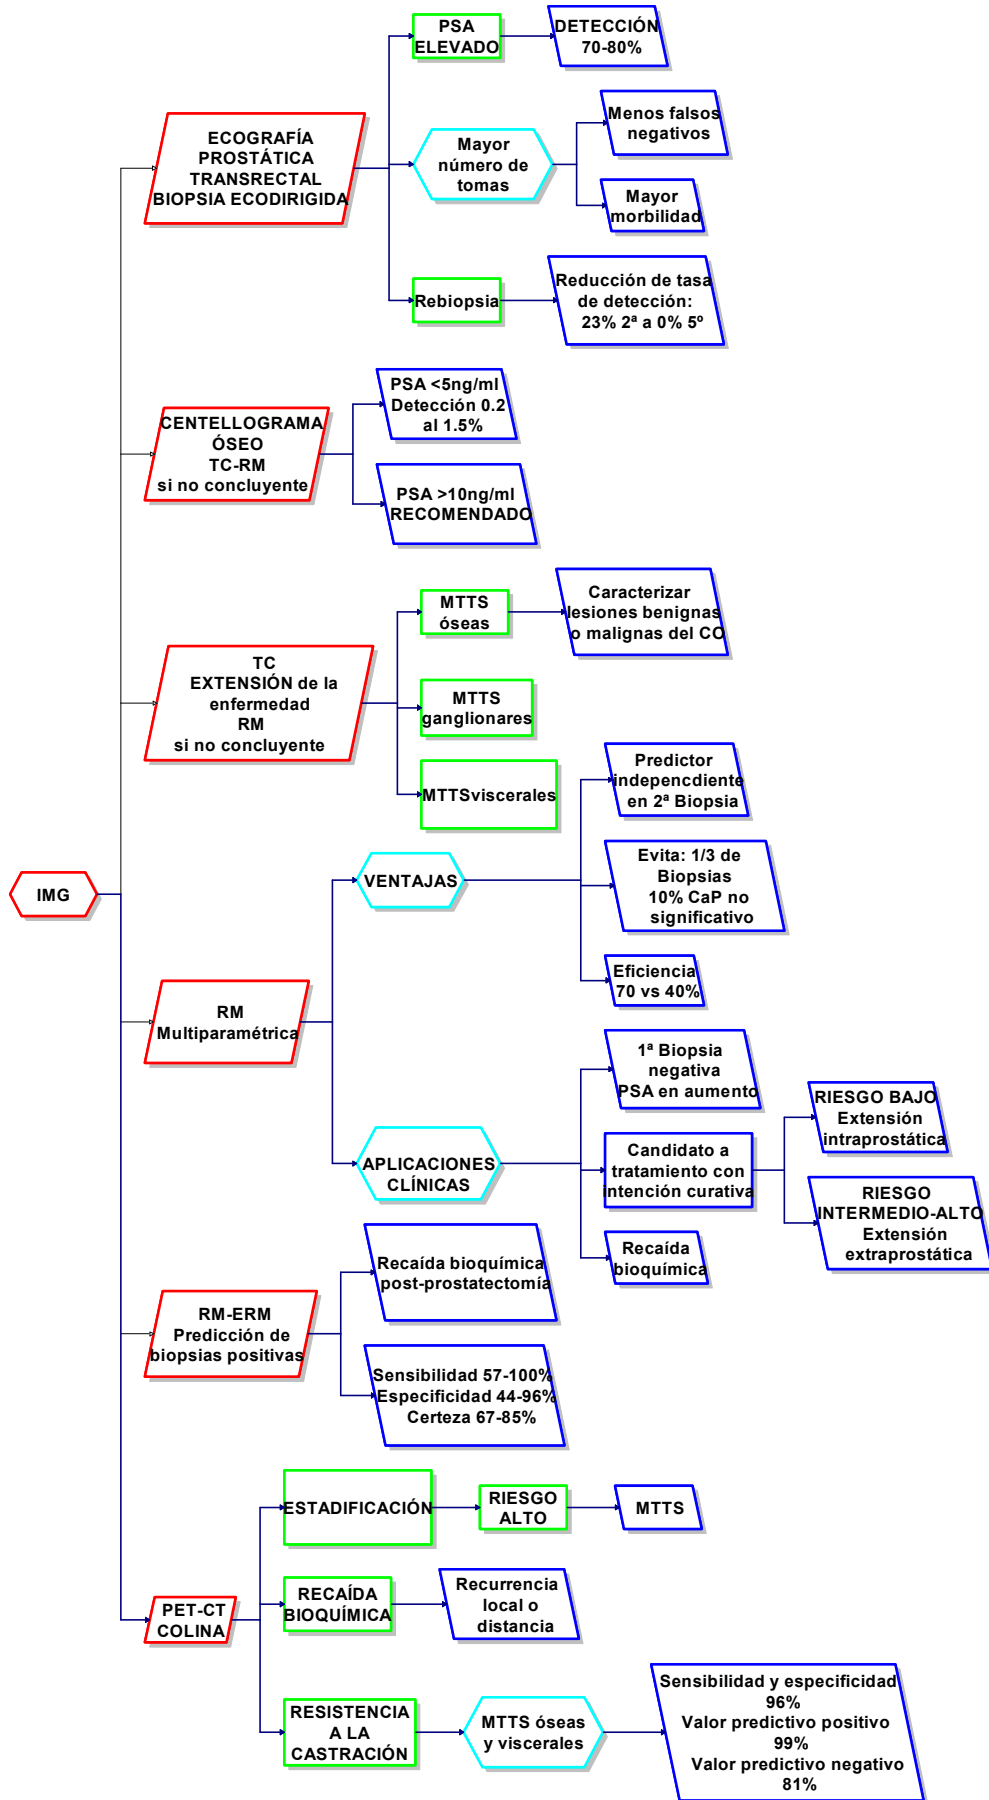 PSA
ELEVADO
DETECCIÓN
70-80%
ECOGRAFÍA
PROSTÁTICA
TRANSRECTAL
BIOPSIA ECODIRIGIDA
Mayor
número de
tomas
Menos falsos
negativos
Mayor
morbilidad
Rebiopsia
Reducción de tasa
de detección:
23% 2ª a 0% 5º
CENTELLOGRAMA
ÓSEO
TC-RM
si no concluyente
PSA <5ng/ml
Detección 0.2
al 1.5%
PSA >10ng/ml
RECOMENDADO
TC
EXTENSIÓN de la
enfermedad
RM
si no concluyente
MTTS
óseas
Caracterizar
lesiones benignas
o malignas del CO
MTTS
ganglionares
MTTSviscerales
IMG
RM
Multiparamétrica
VENTAJAS
Predictor
indepencdiente
en 2ª Biopsia
Evita: 1/3 de
Biopsias
10% CaP no
significativo
Eficiencia
70 vs 40%
APLICACIONES
CLÍNICAS
1ª Biopsia
negativa
PSA en aumento
Candidato a
tratamiento con
intención curativa
RIESGO BAJO
Extensión
intraprostática
RIESGO
INTERMEDIO-ALTO
Extensión
extraprostática
Recaída
bioquímica
RM-ERM
Predicción de
biopsias positivas
Recaída bioquímica
post-prostatectomía
Sensibilidad 57-100%
Especificidad 44-96%
Certeza 67-85%
PET-CT
COLINA
ESTADIFICACIÓN
RIESGO
ALTO
MTTS
RECAÍDA
BIOQUÍMICA
Recurrencia
local o
distancia
RESISTENCIA
A LA
CASTRACIÓN
MTTS óseas
y viscerales
Sensibilidad y especificidad
96%
Valor predictivo positivo
99%
Valor predictivo negativo
81%